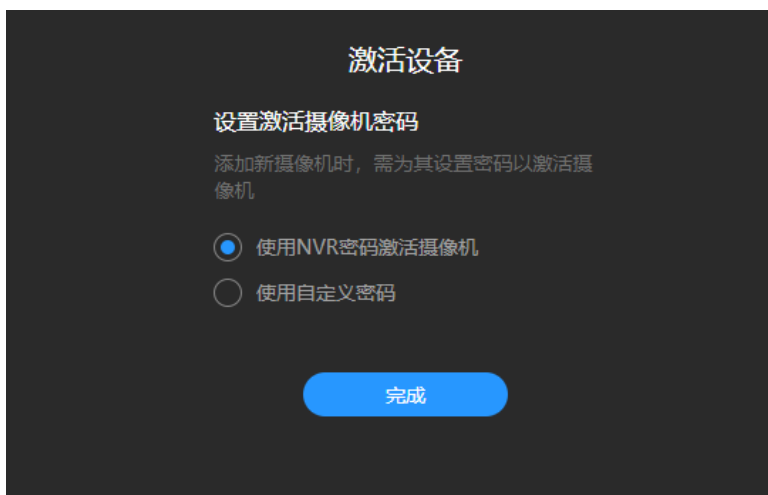 激活设备
设置激活摄像机密码
添加新摄像机时，需为其设置密码以激活摄
像机
使用NVR密码激活摄像机
使用自定义密码
完成